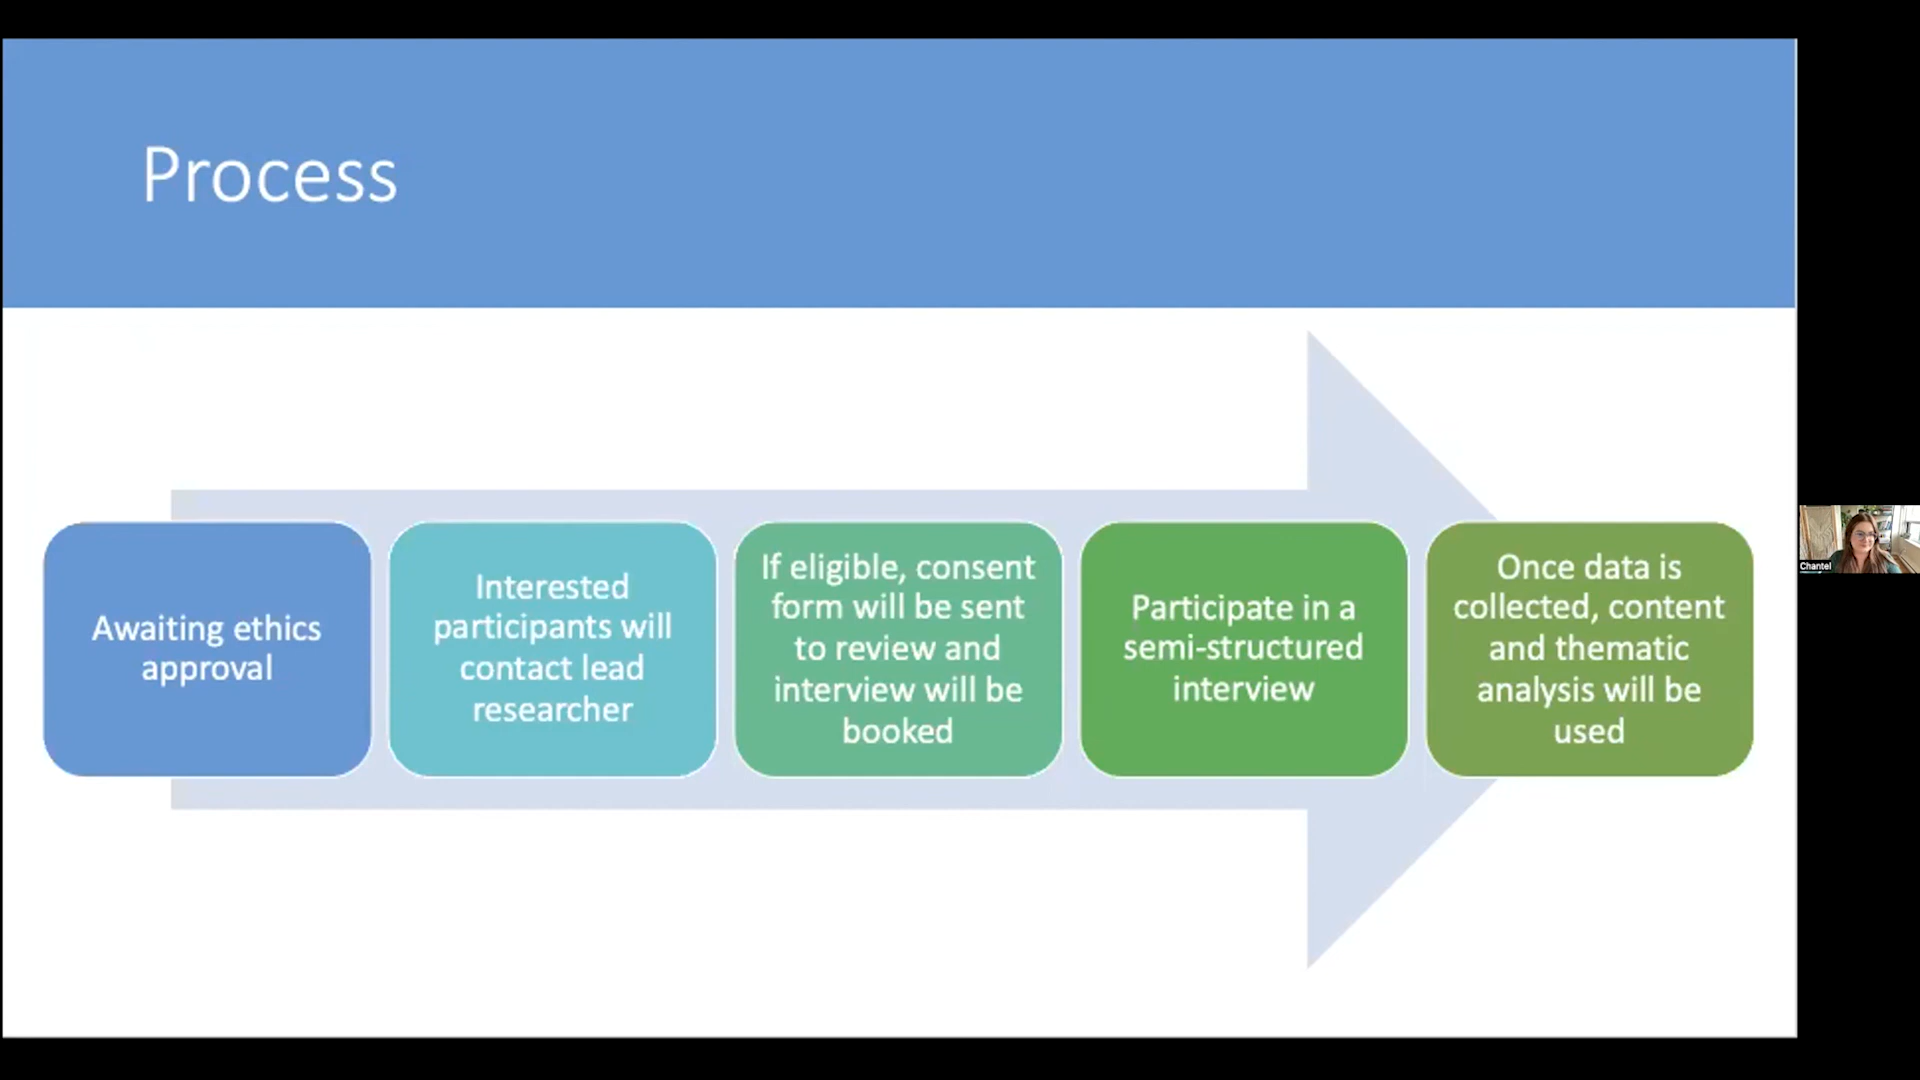 Process
Awaiting ethics
approval
Interested
participants will
contact lead
researcher
If eligible, consent
form will be sent
to review and
interview will be
booked
Participate in a
semi-structured
interview
Once data is
collected, content
and thematic
analysis will be
used
Chantel